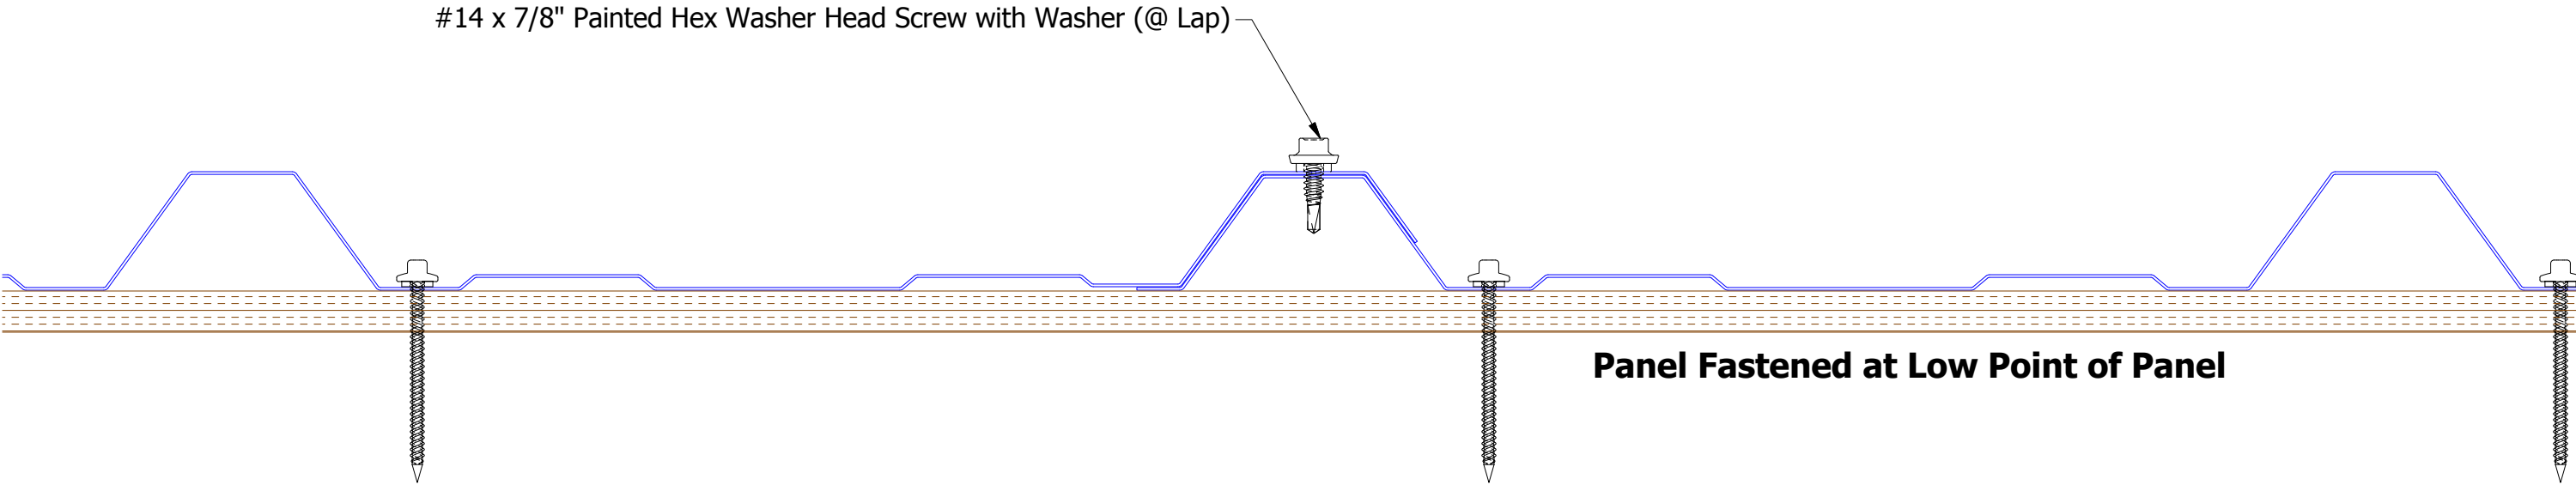 #14 x 7/8" Painted Hex Washer Head Screw with Washer (@ Lap)
Panel Fastened at Low Point of Panel